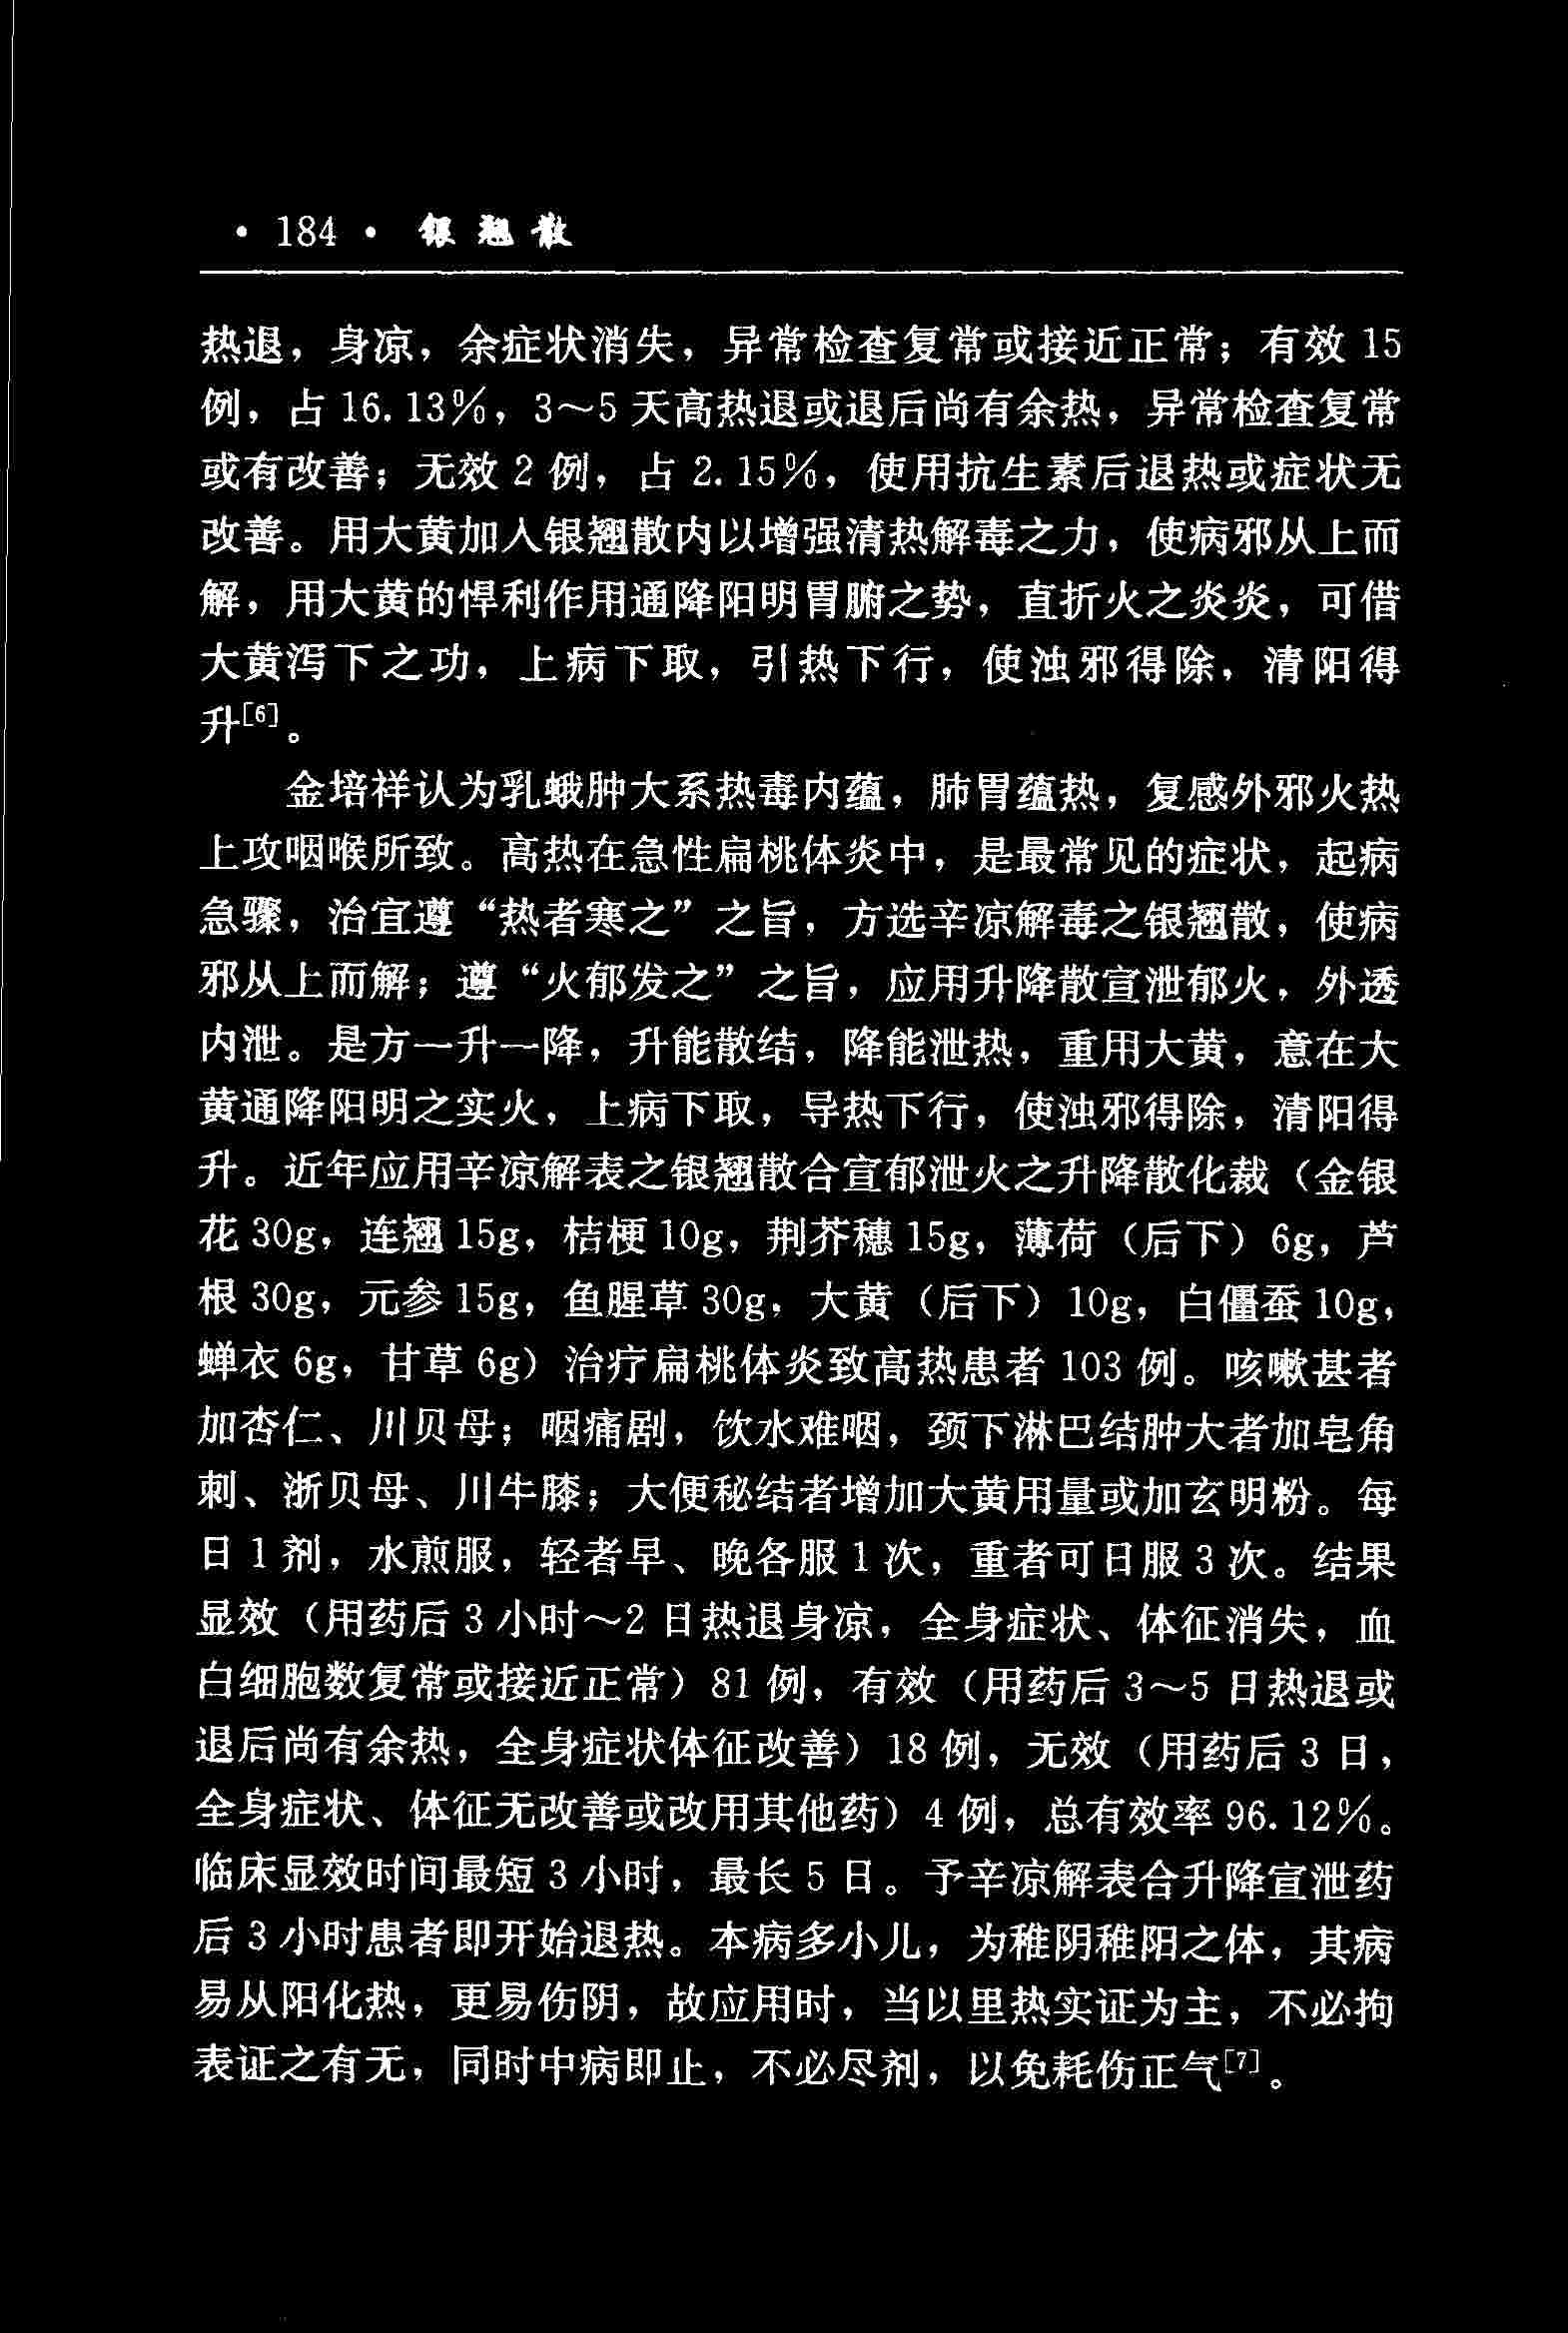 · 184 · 银翘散
热退，身凉，余症状消失，异常检查复常或接近正常；有效 15
例，占 16.13%，3～5 天高热退或退后尚有余热，异常检查复常
或有改善；无效 2 例，占 2.15%，使用抗生素后退热或症状无
改善。用大黄加入银翘散内以增强清热解毒之力，使病邪从上而
解，用大黄的悍利作用通降阳明胃腑之势，直折火之炎炎，可借
大黄泻下之功，上病下取，引热下行，使浊邪得除，清阳得
升[6]。
金培祥认为乳蛾肿大系热毒内蕴，肺胃蕴热，复感外邪火热
上攻咽喉所致。高热在急性扁桃体炎中，是最常见的症状，起病
急骤，治宜遵“热者寒之”之旨，方选辛凉解毒之银翘散，使病
邪从上而解；遵“火郁发之”之旨，应用升降散宣泄郁火，外透
内泄。是方一升一降，升能散结，降能泄热，重用大黄，意在大
黄通降阳明之实火，上病下取，导热下行，使浊邪得除，清阳得
升。近年应用辛凉解表之银翘散合宣郁泄火之升降散化裁（金银
花 30g，连翘 15g，桔梗 10g，荆芥穗 15g，薄荷（后下）6g，芦
根 30g，元参 15g，鱼腥草 30g，大黄（后下）10g，白僵蚕 10g，
蝉衣 6g，甘草 6g）治疗扁桃体炎致高热患者 103 例。咳嗽甚者
加杏仁、川贝母；咽痛剧，饮水难咽，颈下淋巴结肿大者加皂角
刺、浙贝母、川牛膝；大便秘结者增加大黄用量或加玄明粉。每
日 1 剂，水煎服，轻者早、晚各服 1 次，重者可日服 3 次。结果
显效（用药后 3 小时～2 日热退身凉，全身症状、体征消失，血
白细胞数复常或接近正常）81 例，有效（用药后 3～5 日热退或
退后尚有余热，全身症状体征改善）18 例，无效（用药后 3 日，
全身症状、体征无改善或改用其他药）4 例，总有效率 96.12%。
临床显效时间最短 3 小时，最长 5 日。予辛凉解表合升降宣泄药
后 3 小时患者即开始退热。本病多小儿，为稚阴稚阳之体，其病
易从阳化热，更易伤阴，故应用时，当以里热实证为主，不必拘
表证之有无，同时中病即止，不必尽剂，以免耗伤正气[7]。